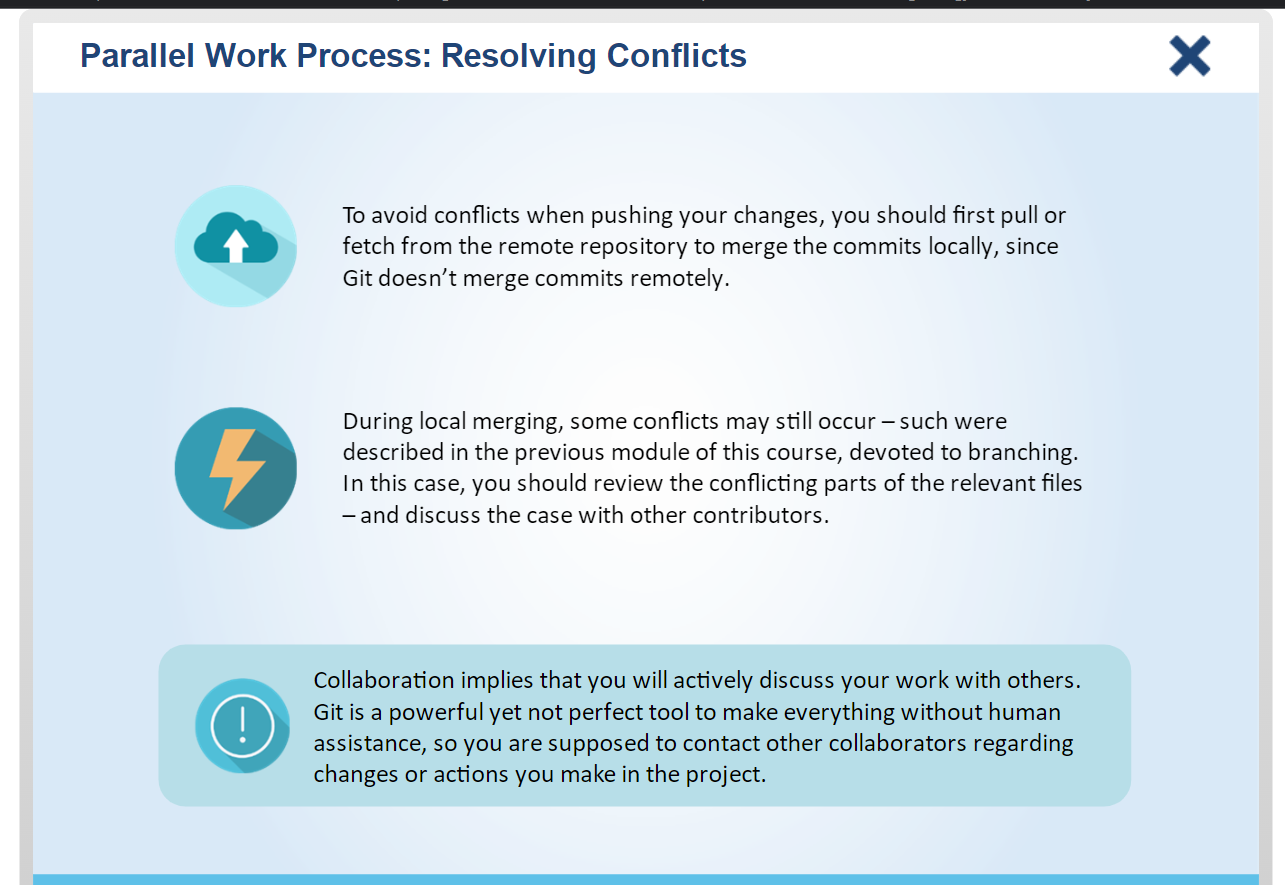 Parallel Work Process: Resolving Conflicts
To avoid conflicts when pushing your changes, you should first pull or
fetch from the remote repository to merge the commits locally, since
Git doesn’t merge commits remotely.
During local merging, some conflicts may still occur – such were
described in the previous module of this course, devoted to branching.
In this case, you should review the conflicting parts of the relevant files
– and discuss the case with other contributors.
Collaboration implies that you will actively discuss your work with others.
Git is a powerful yet not perfect tool to make everything without human
assistance, so you are supposed to contact other collaborators regarding
changes or actions you make in the project.